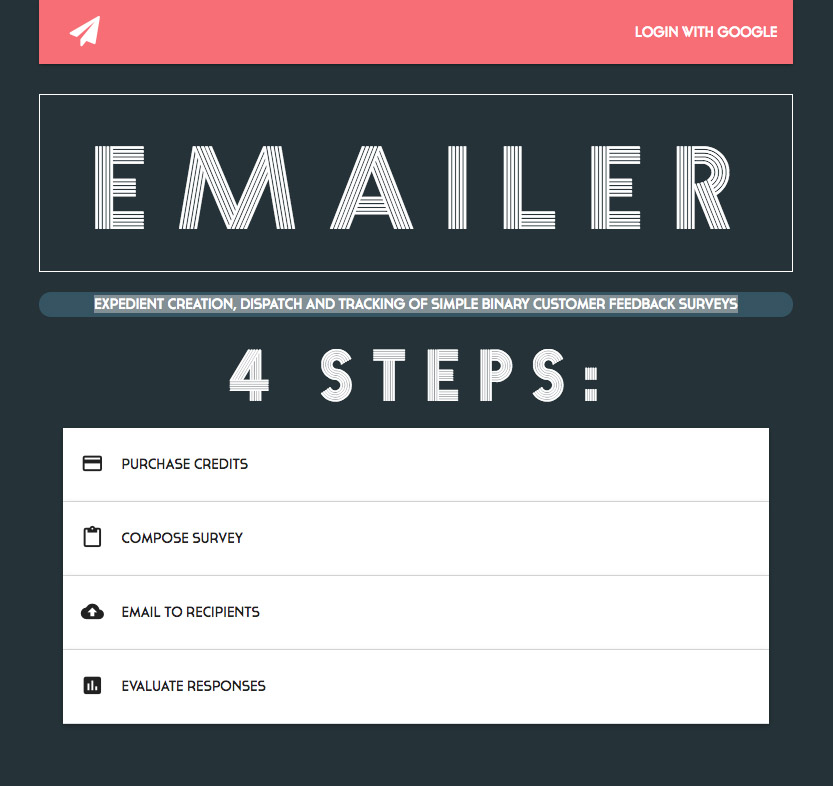 LOGIN WITH GOOGLE
EMAILER
EXPEDIENT CREATION, DISPATCH AND TRACKING OF SIMPLE BINARY CUSTOMER FEEDBACK SURVEYS
4 STEPS:
PURCHASE CREDITS
COMPOSE SURVEY
EMAIL TO RECIPIENTS
EVALUATE RESPONSES